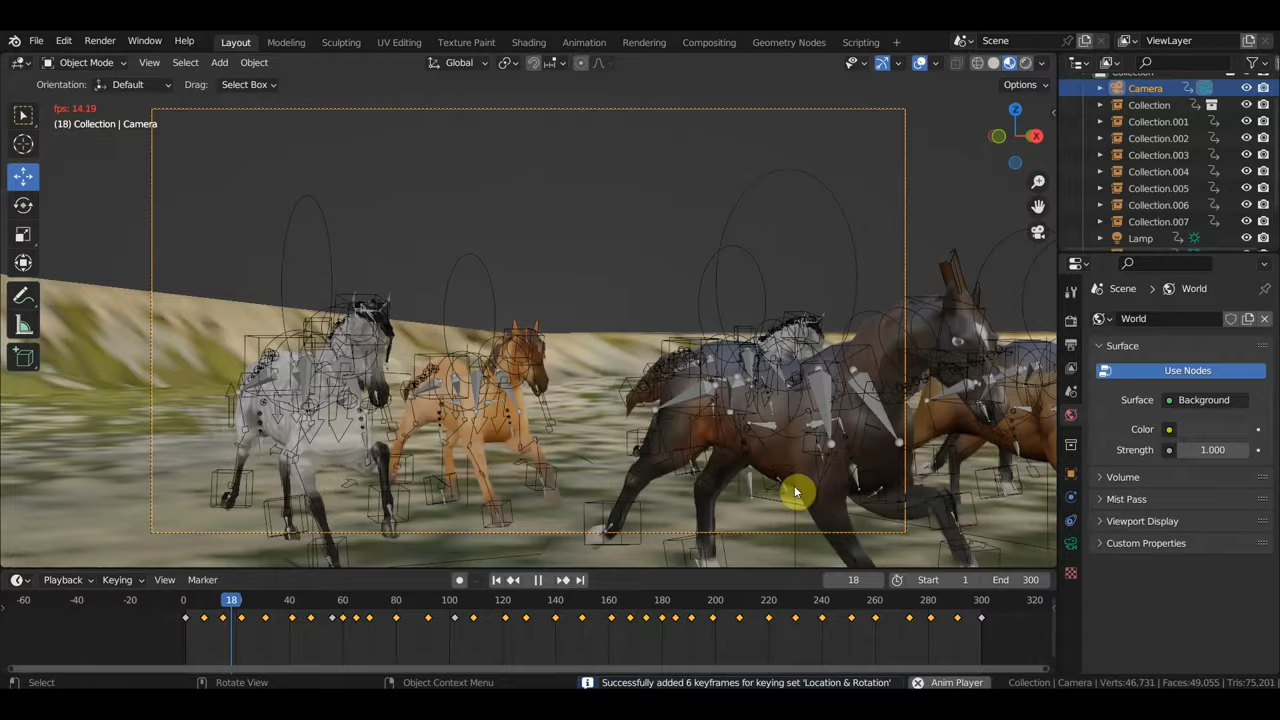 File Edit Render Window Help Layout Modeling Sculpting UV Editing Texture Paint Shading Animation Rendering Compositing Geometry Nodes Scripting + Scene ViewLayer
Object Mode View Select Add Object Global
Orientation: Default Drag: Select Box Options
fps: 14.19
(18) Collection | Camera
Z
X
Collection
Camera
Collection
Collection.001
Collection.002
Collection.003
Collection.004
Collection.005
Collection.006
Collection.007
Lamp
Scene > World
World
Surface
Use Nodes
Surface Background
Color
Strength 1.000
Volume
Mist Pass
Viewport Display
Custom Properties
Playback Keying View Marker 18 Start 1 End 300
-60 -40 -20 0 18 40 60 80 100 120 140 160 180 200 220 240 260 280 300 320
Select Rotate View Object Context Menu Successfully added 6 keyframes for keying set 'Location & Rotation' Anim Player Collection | Camera | Verts:46,731 | Faces:49,055 | Tris:75,201